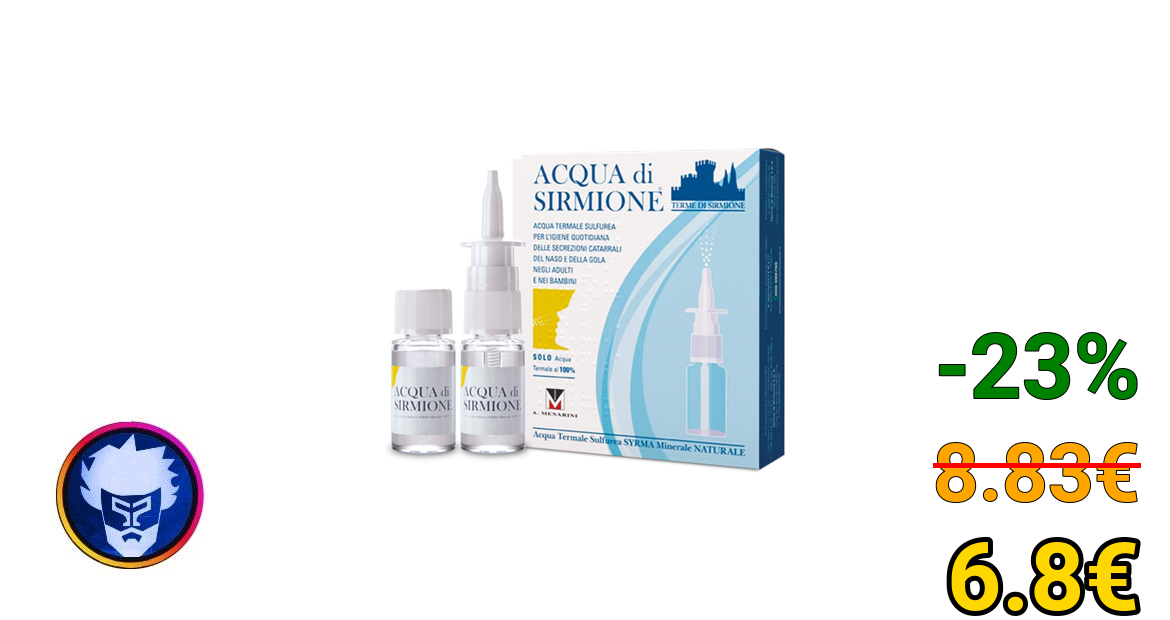 ACQUA di
SIRMIONE®
TERME DI SIRMIONE
ACQUA TERMALE SULFUREA
PER L'IGIENE QUOTIDIANA
DELLE SECREZIONI CATARRALI
DEL NASO E DELLA GOLA
NEGLI ADULTI
E NEI BAMBINI
SOLO Acqua
Termale al 100%
A. MENARINI
Acqua Termale Sulfurea SYRMA Minerale NATURALE
ACQUA di
SIRMIONE
ACQUA di
SIRMIONE
-23%
8.83€
6.8€